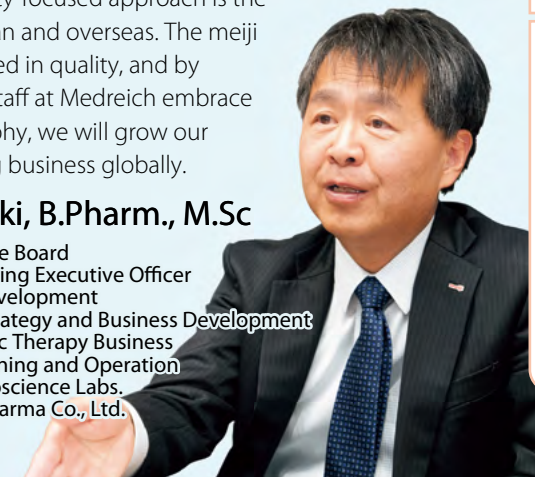 ty-focused approach is the
an and overseas. The meiji
ed in quality, and by
taff at Medreich embrace
phy, we will grow our
g business globally.
ki, B.Pharm., M.Sc
e Board
ing Executive Officer
velopment
ategy and Business Development
c Therapy Business
ning and Operation
oscience Labs.
arma Co., Ltd.